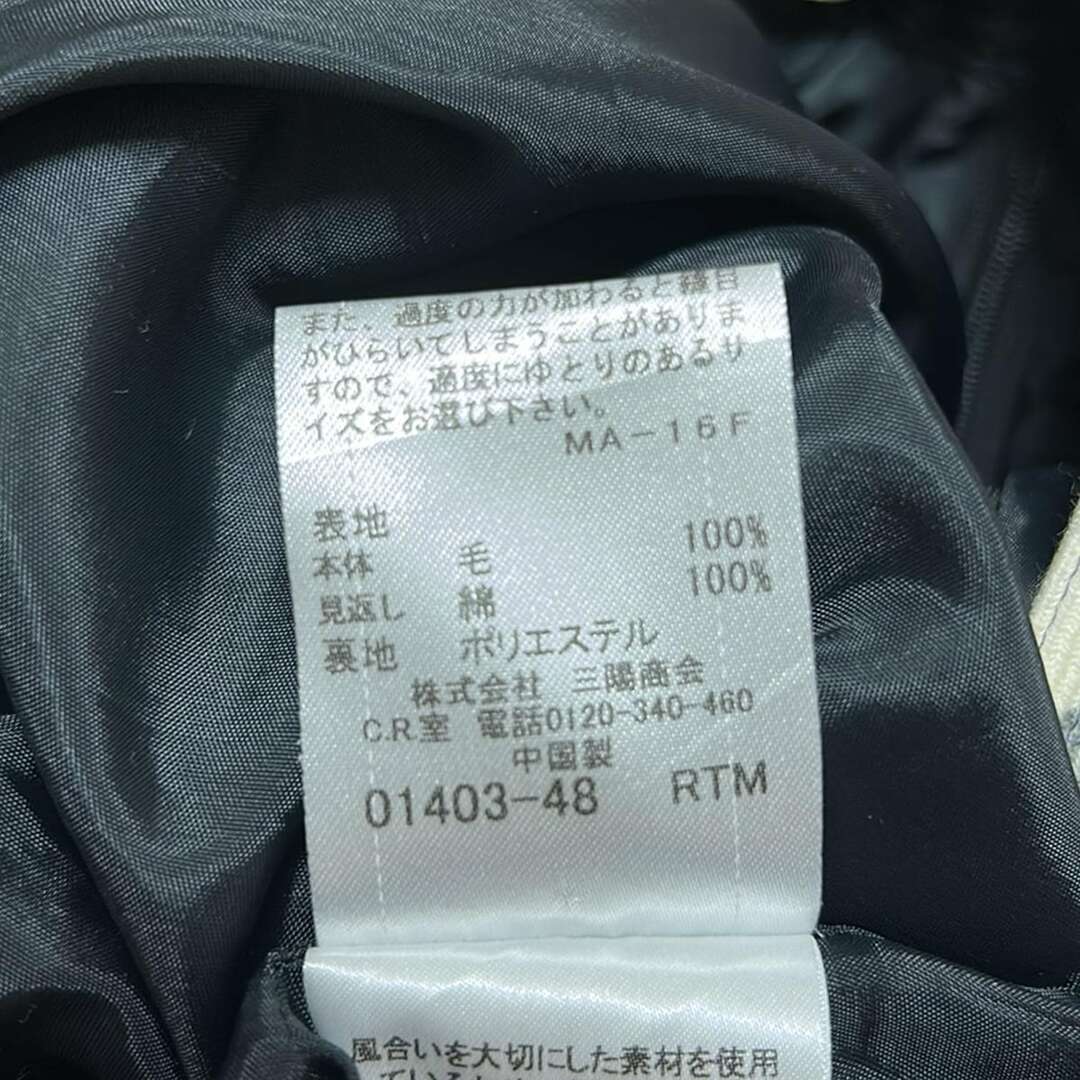 また、過度の力が加わると縫目
がひらいてしまうことがありま
すので、適度にゆとりのあるサ
イズをお選び下さい。
MA-16F
表地
本体 毛 100%
見返し 綿 100%
裏地 ポリエステル
株式会社 三陽商会
C.R.室 電話0120-340-460
中国製
01403-48 RTM
風合いを大切にした素材を使用